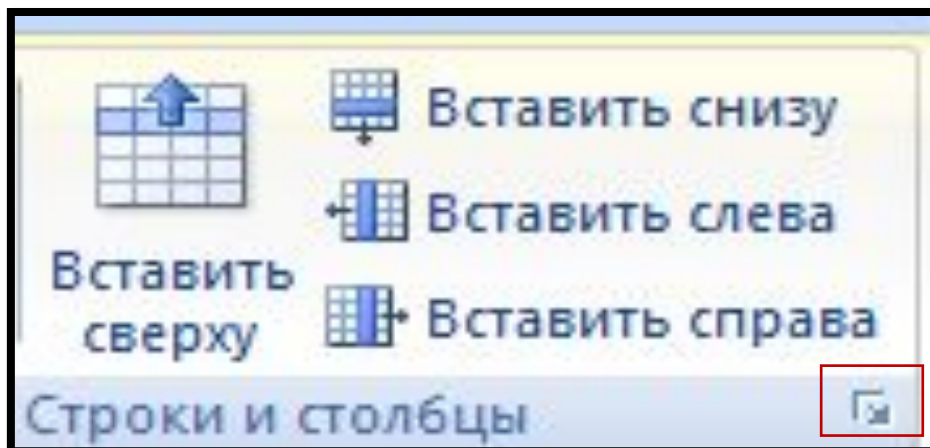 Вставить
сверху
Вставить снизу
Вставить слева
Вставить справа
Строки и столбцы